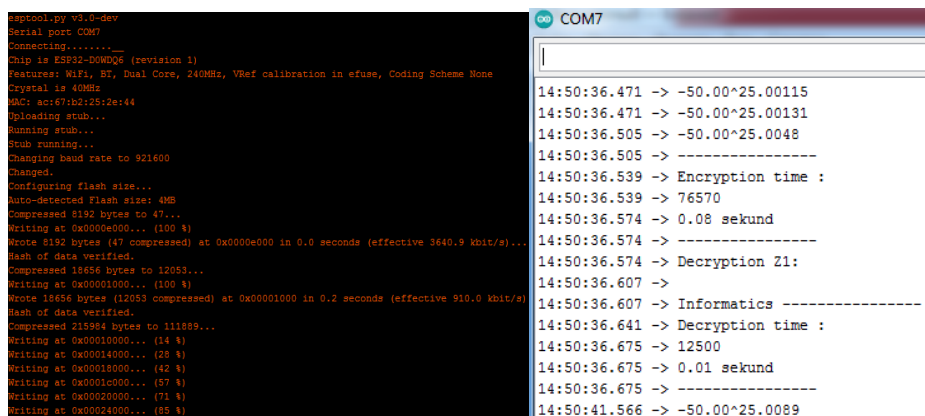 esptool.py v3.0-dev
Serial port COM7
Connecting........__
Chip is ESP32-D0WDQ6 (revision 1)
Features: WiFi, BT, Dual Core, 240MHz, VRef calibration in efuse, Coding Scheme None
Crystal is 40MHz
MAC: ac:67:b2:25:2e:44
Uploading stub...
Running stub...
Stub running...
Changing baud rate to 921600
Changed.
Configuring flash size...
Auto-detected Flash size: 4MB
Compressed 8192 bytes to 47...
Writing at 0x0000e000... (100 %)
Wrote 8192 bytes (47 compressed) at 0x0000e000 in 0.0 seconds (effective 3640.9 kbit/s)...
Hash of data verified.
Compressed 18656 bytes to 12053...
Writing at 0x00001000... (100 %)
Wrote 18656 bytes (12053 compressed) at 0x00001000 in 0.2 seconds (effective 910.0 kbit/s)
Hash of data verified.
Compressed 215984 bytes to 111889...
Writing at 0x00010000... (14 %)
Writing at 0x00014000... (28 %)
Writing at 0x00018000... (42 %)
Writing at 0x0001c000... (57 %)
Writing at 0x00020000... (71 %)
Writing at 0x00024000... (85 %)
COM7
14:50:36.471 -> -50.00^25.00115
14:50:36.471 -> -50.00^25.00131
14:50:36.505 -> -50.00^25.0048
14:50:36.505 -> ----------------
14:50:36.539 -> Encryption time :
14:50:36.539 -> 76570
14:50:36.574 -> 0.08 sekund
14:50:36.574 -> ----------------
14:50:36.574 -> Decryption Z1:
14:50:36.607 ->
14:50:36.607 -> Informatics ----------------
14:50:36.641 -> Decryption time :
14:50:36.675 -> 12500
14:50:36.675 -> 0.01 sekund
14:50:36.675 -> ----------------
14:50:41.566 -> -50.00^25.0089